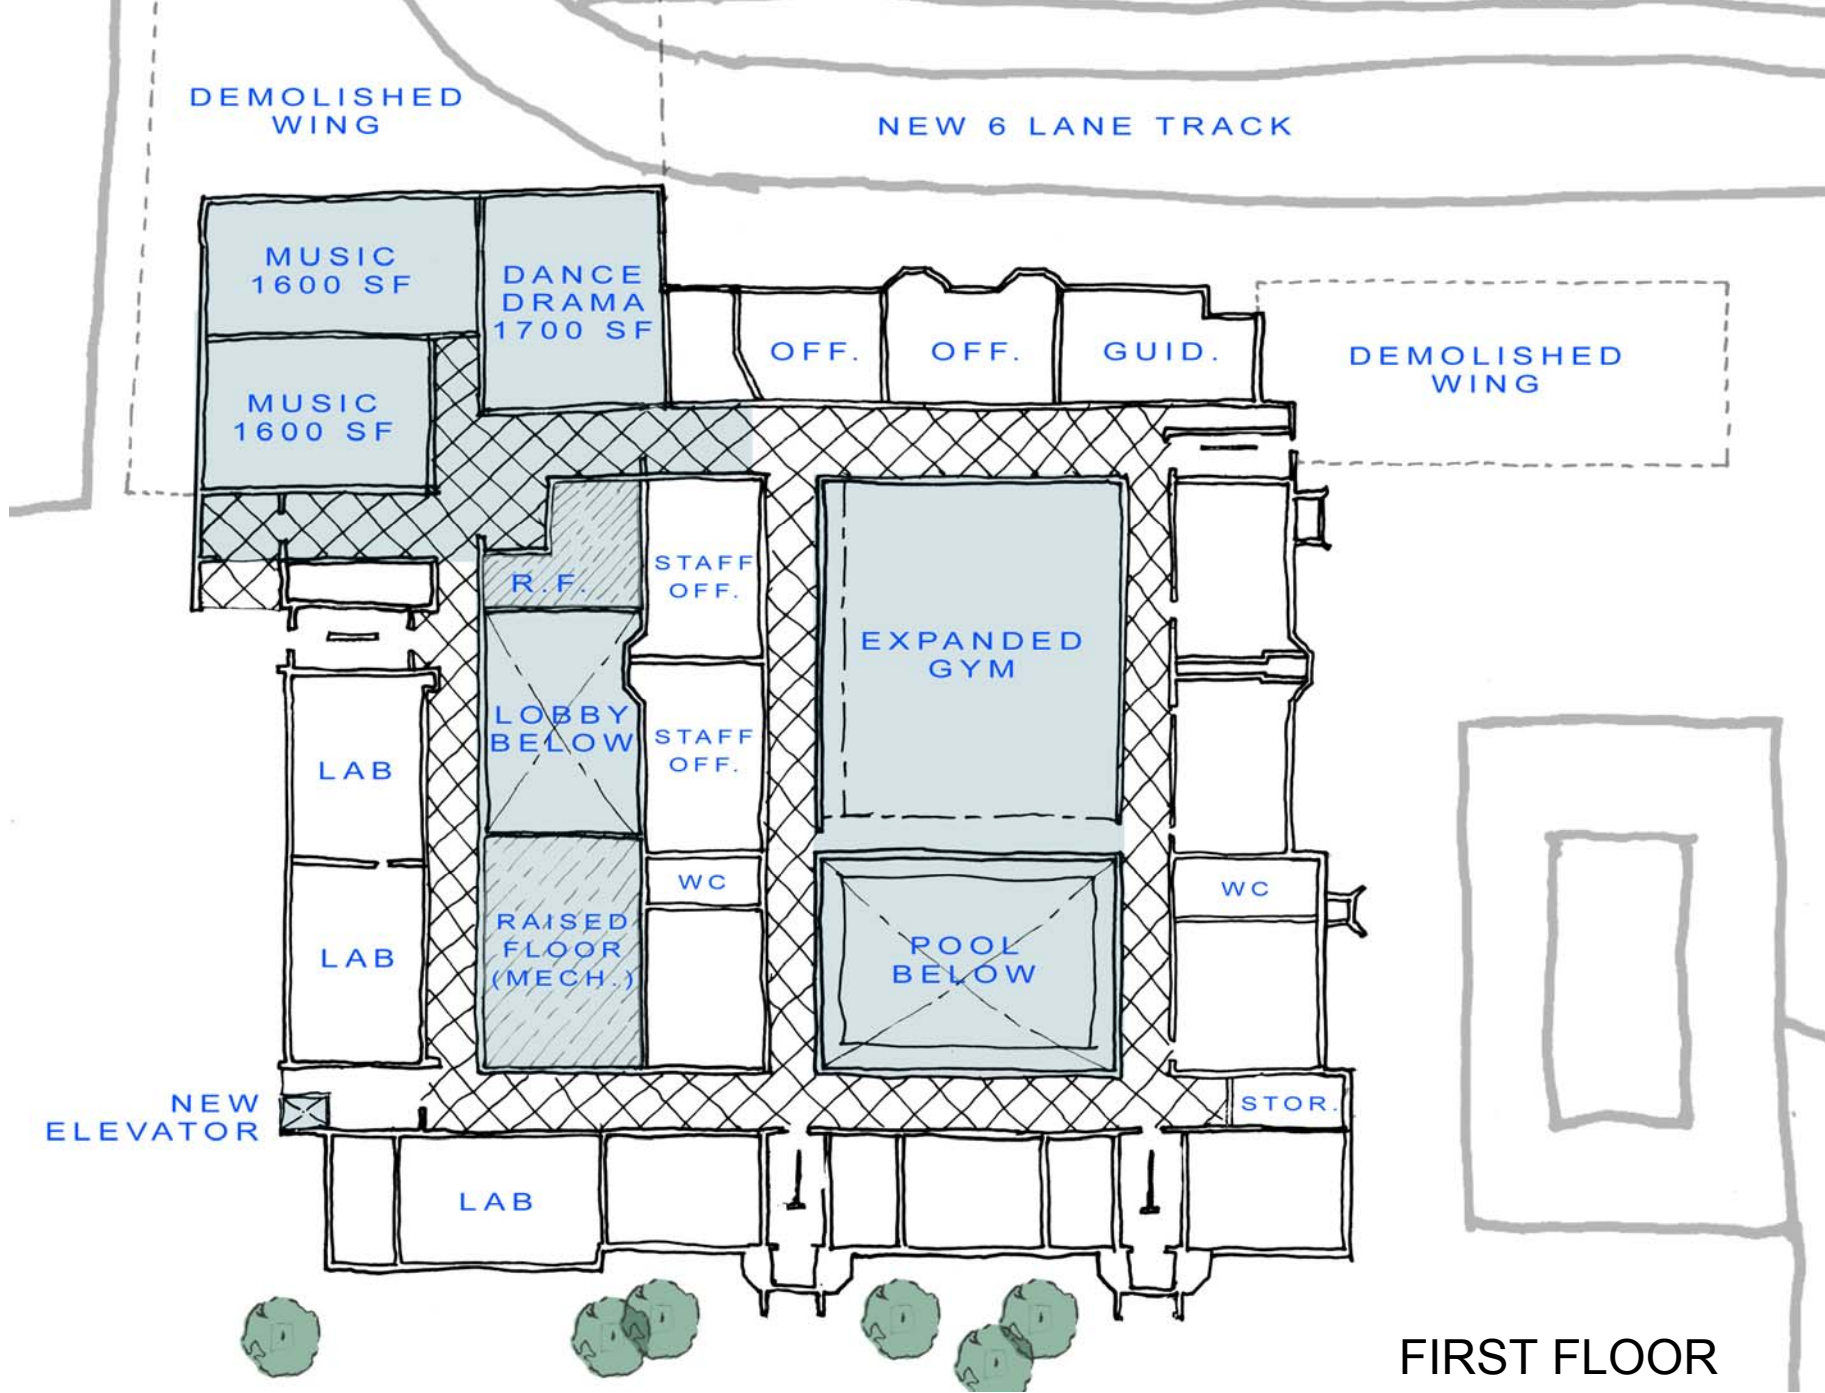 DEMOLISHED
WING
NEW 6 LANE TRACK
MUSIC
1600 SF
DANCE
DRAMA
1700 SF
OFF.
OFF.
GUID.
DEMOLISHED
WING
MUSIC
1600 SF
R.F.
STAFF
OFF.
EXPANDED
GYM
LOBBY
BELOW
STAFF
OFF.
LAB
WC
WC
LAB
RAISED
FLOOR
(MECH.)
POOL
BELOW
NEW
ELEVATOR
STOR.
LAB
FIRST FLOOR